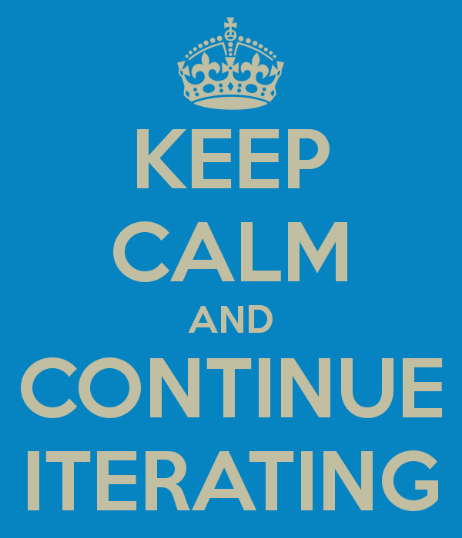 KEEP
CALM
AND
CONTINUE
ITERATING